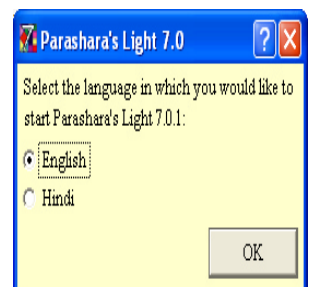 Parashara's Light 7.0
Select the language in which you would like to
start Parashara's Light 7.0.1:
English
Hindi
OK